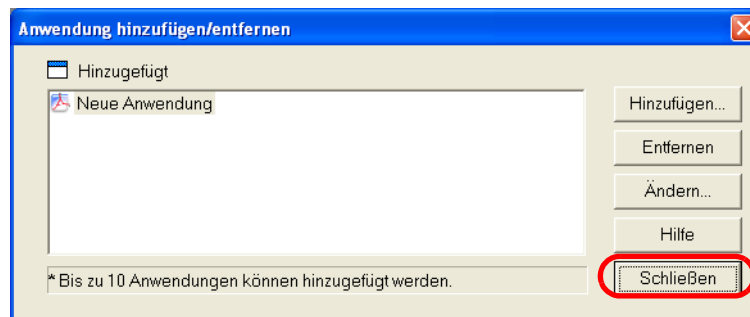 Anwendung hinzufügen/entfernen
Hinzugefügt
Neue Anwendung
Hinzufügen...
Entfernen
Ändern...
Hilfe
* Bis zu 10 Anwendungen können hinzugefügt werden.
Schließen